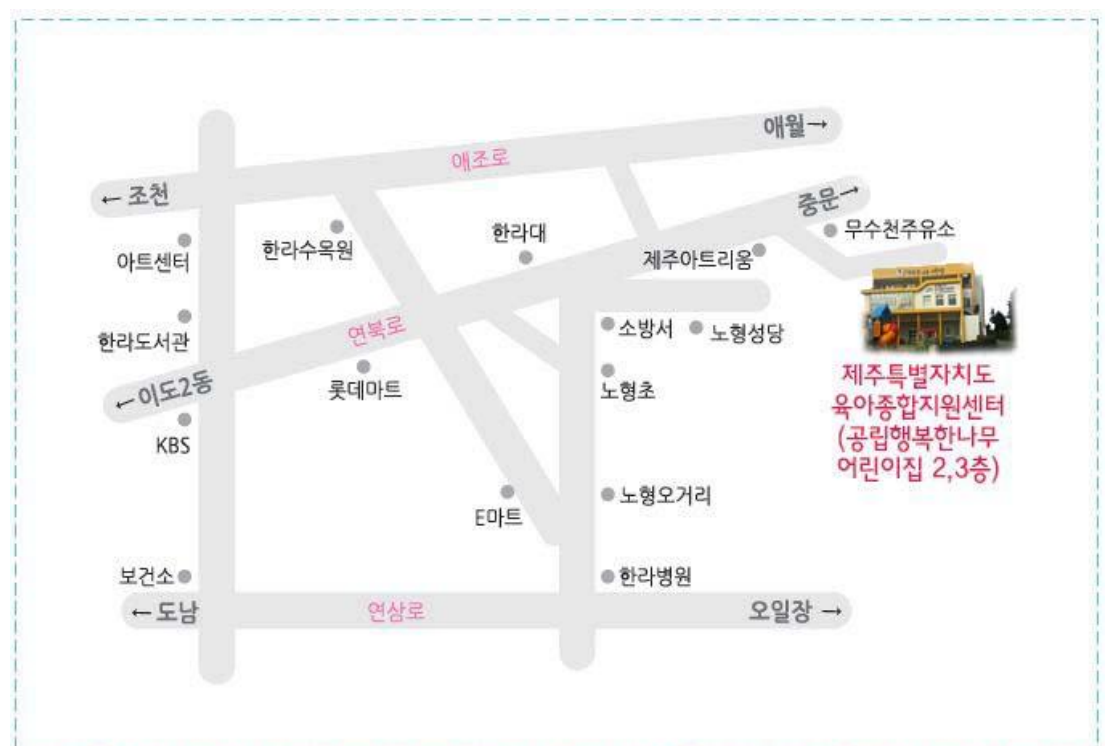 애월→
애조로
← 조천
중문→
무수천주유소
한라대
한라수목원
제주아트리움
아트센터
소방서
노형성당
연북로
한라도서관
제주특별자치도
육아종합지원센터
(공립행복한나무
어린이집 2,3층)
롯데마트
노형초
←이도2동
KBS
노형오거리
E마트
보건소
한라병원
← 도남
연삼로
오일장 →